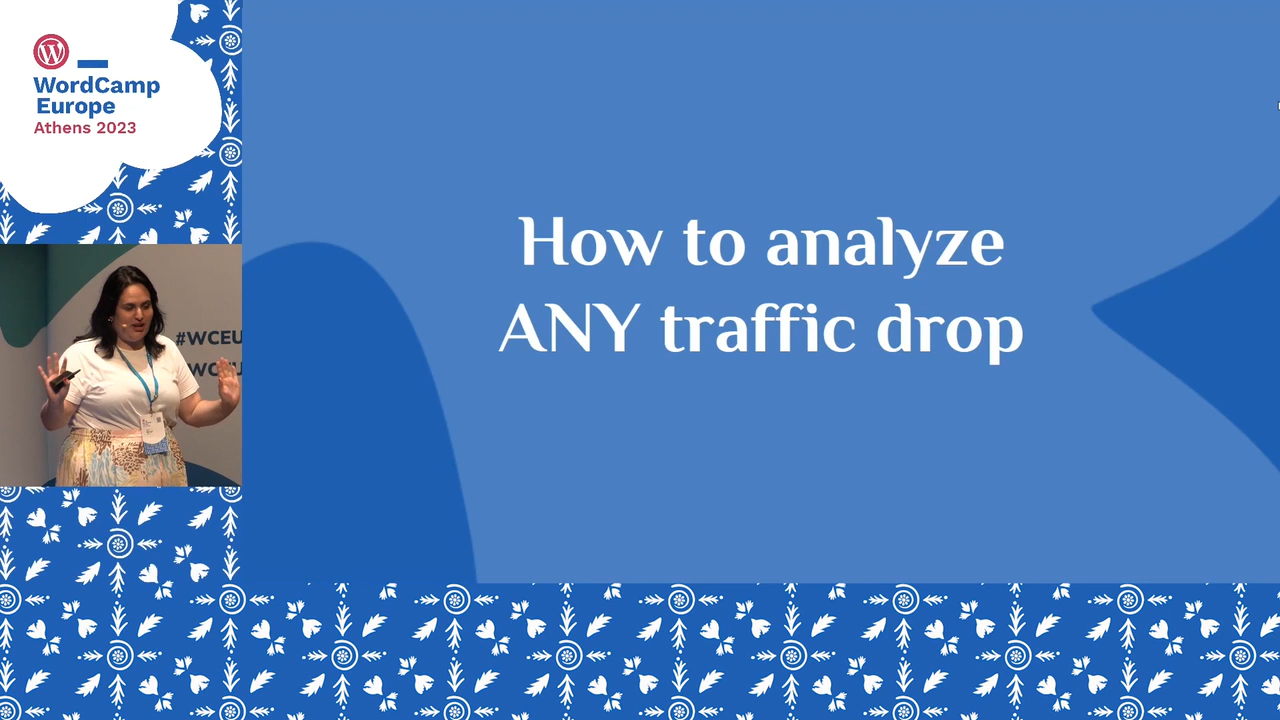 WordCamp
Europe
Athens 2023
How to analyze
ANY traffic drop
#WCEU